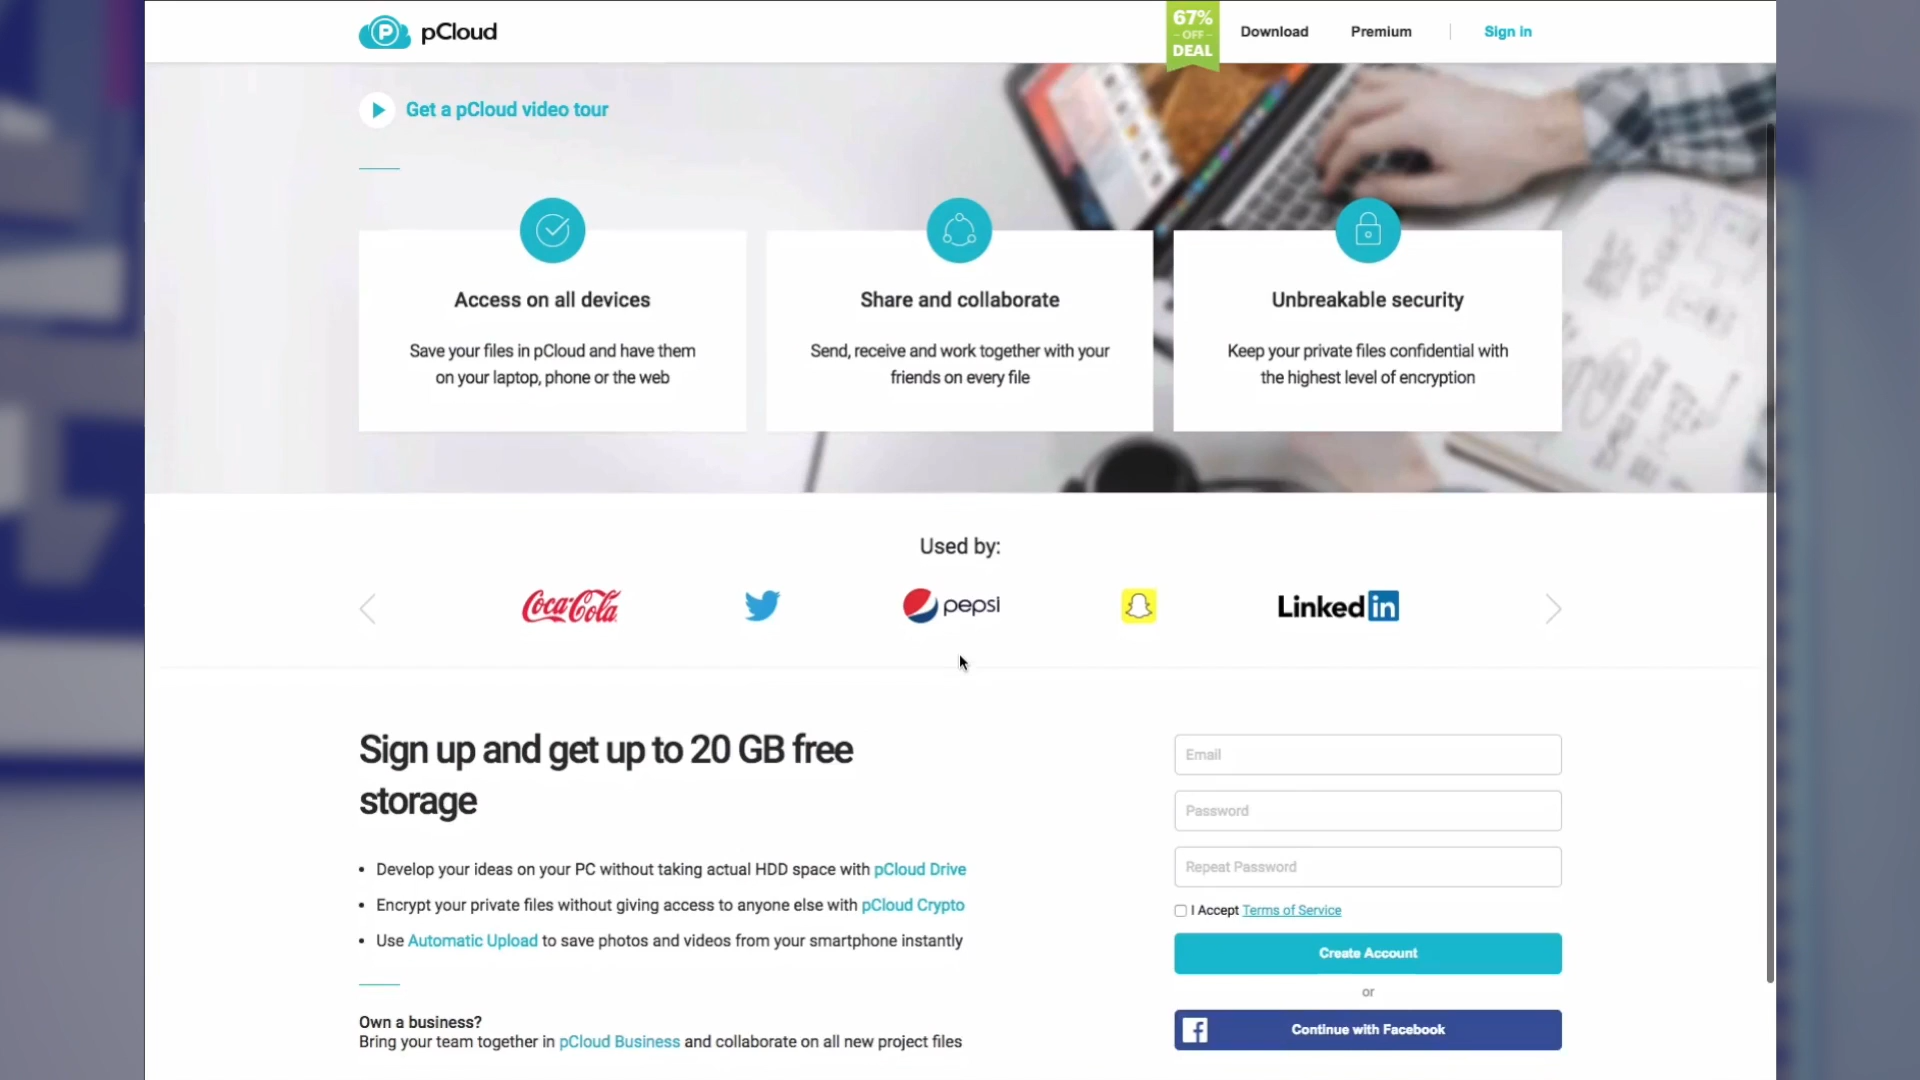 pCloud
67%
- OFF -
DEAL
Download
Premium
Sign in
Get a pCloud video tour
Access on all devices
Save your files in pCloud and have them
on your laptop, phone or the web
Share and collaborate
Send, receive and work together with your
friends on every file
Unbreakable security
Keep your private files confidential with
the highest level of encryption
Used by:
Coca-Cola
pepsi
Linked in
Sign up and get up to 20 GB free
storage
• Develop your ideas on your PC without taking actual HDD space with pCloud Drive
• Encrypt your private files without giving access to anyone else with pCloud Crypto
• Use Automatic Upload to save photos and videos from your smartphone instantly
Own a business?
Bring your team together in pCloud Business and collaborate on all new project files
Email
Password
Repeat Password
I Accept Terms of Service
Create Account
or
Continue with Facebook